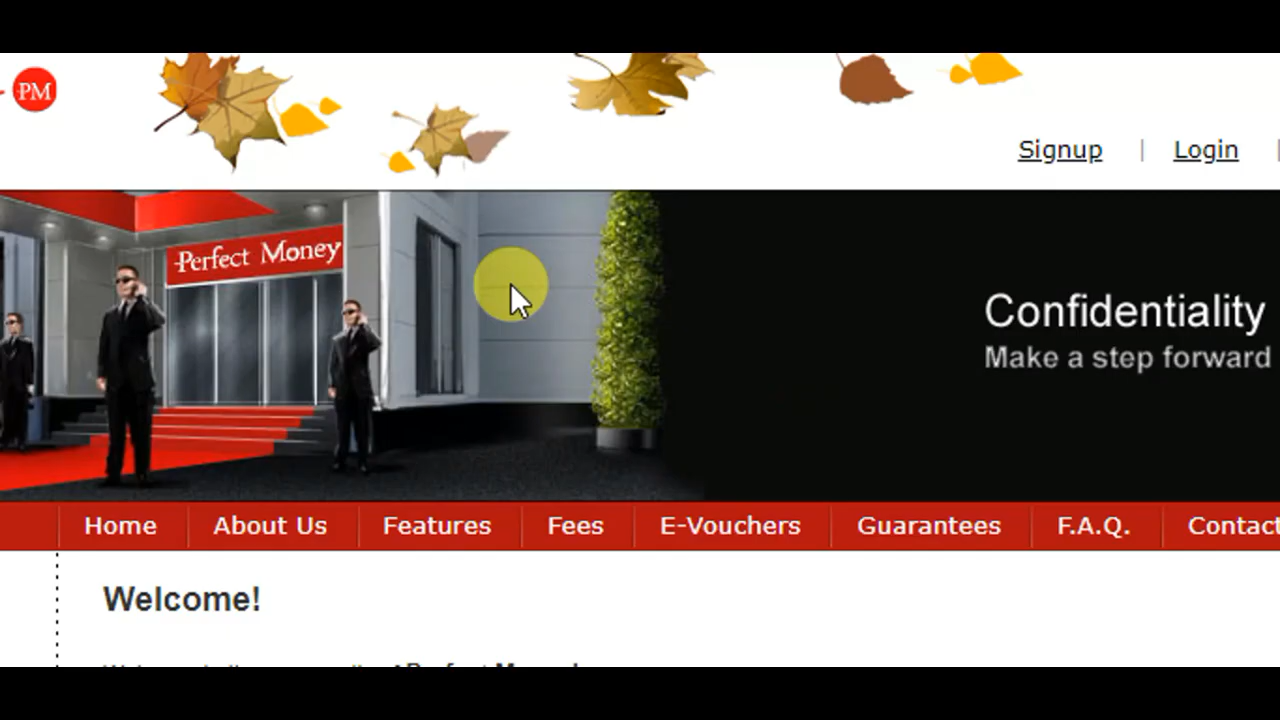 PM
Signup | Login |
Perfect Money
Confidentiality
Make a step forward
Home About Us Features Fees E-Vouchers Guarantees F.A.Q. Contact
Welcome!